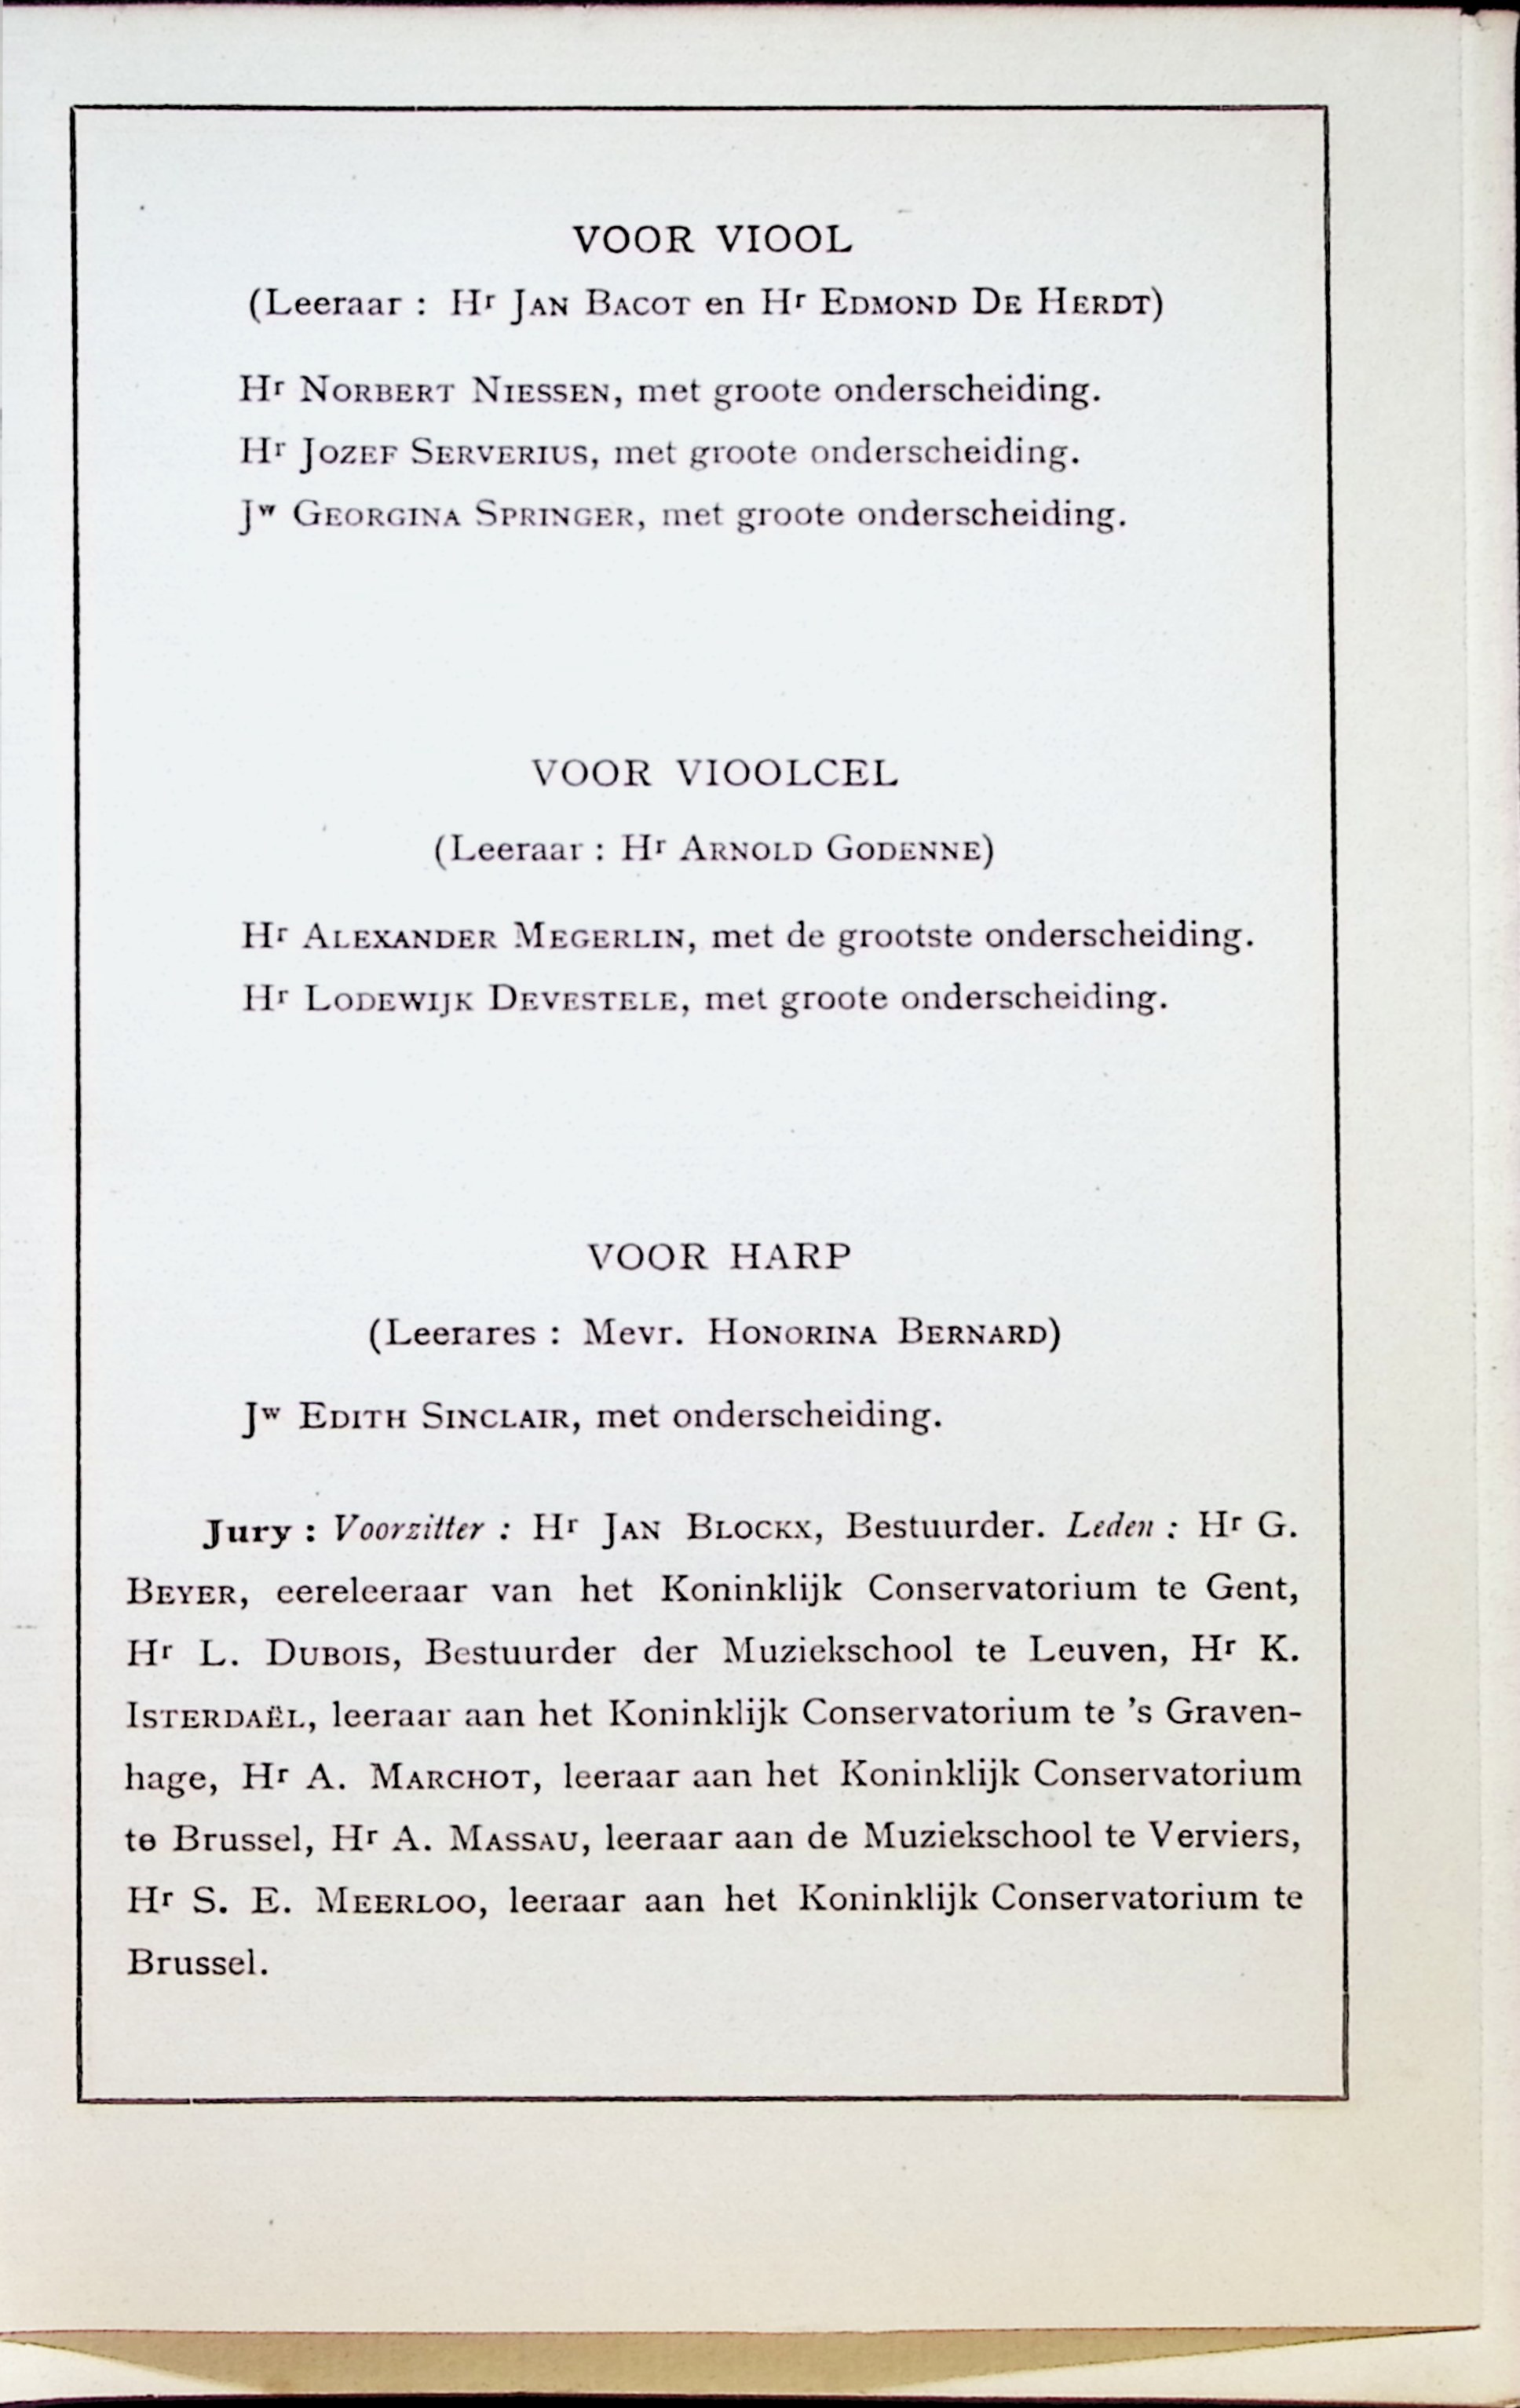 VOOR VIOOL
(Leeraar : Hr JAN BACOT en Hr EDMOND DE HERDT)
Hr NORBERT NIESSEN, met groote onderscheiding.
Hr JOZEF SERVERIUS, met groote onderscheiding.
Jw GEORGINA SPRINGER, met groote onderscheiding.
VOOR VIOOLCEL
(Leeraar : Hr ARNOLD GODENNE)
Hr ALEXANDER MEGERLIN, met de grootste onderscheiding.
Hr LODEWIJK DEVESTELE, met groote onderscheiding.
VOOR HARP
(Leerares : Mevr. HONORINA BERNARD)
Jw EDITH SINCLAIR, met onderscheiding.
Jury : Voorzitter : Hr JAN BLOCKX, Bestuurder. Leden : Hr G.
BEYER, eereleeraar van het Koninklijk Conservatorium te Gent,
Hr L. DUBOIS, Bestuurder der Muziekschool te Leuven, Hr K.
ISTERDAËL, leeraar aan het Koninklijk Conservatorium te 's Graven-
hage, Hr A. MARCHOT, leeraar aan het Koninklijk Conservatorium
te Brussel, Hr A. MASSAU, leeraar aan de Muziekschool te Verviers,
Hr S. E. MEERLOO, leeraar aan het Koninklijk Conservatorium te
Brussel.